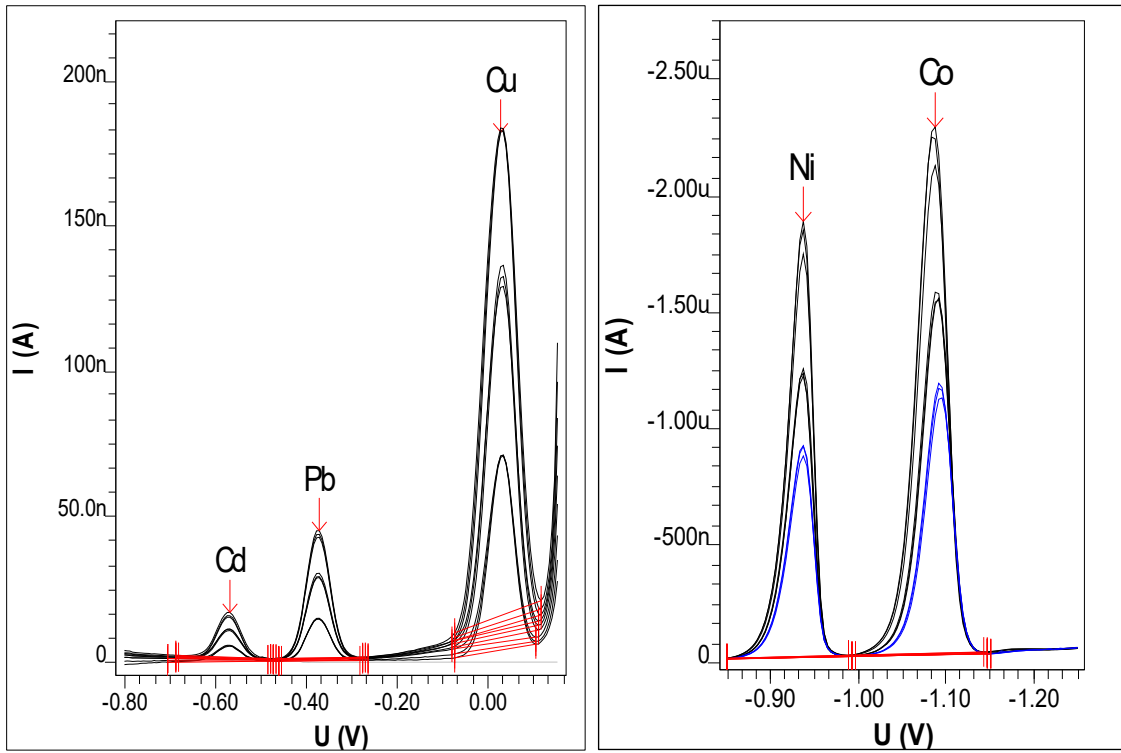 Cu
200n
150n
I (A)
100n
Pb
50.0n
Cd
0
-0.80
-0.60
-0.40
-0.20
0.00
U (V)
Co
-2.50u
Ni
-2.00u
-1.50u
I (A)
-1.00u
-500n
0
-0.90
-1.00
-1.10
-1.20
U (V)